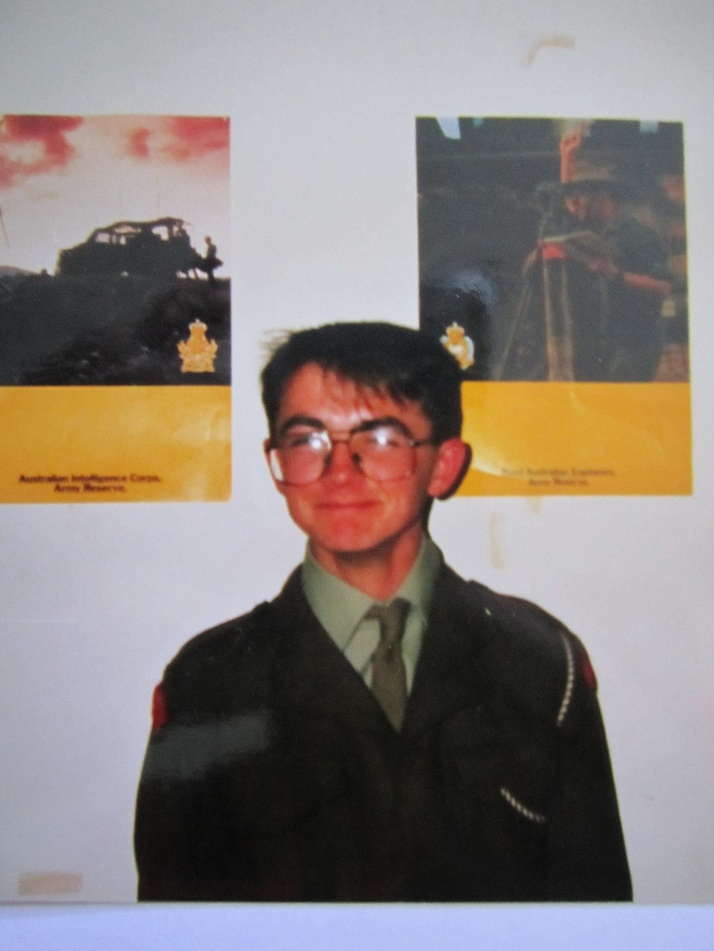 Australian Intelligence Corps,
Army Reserve.
Royal Australian Engineers,
Army Reserve.